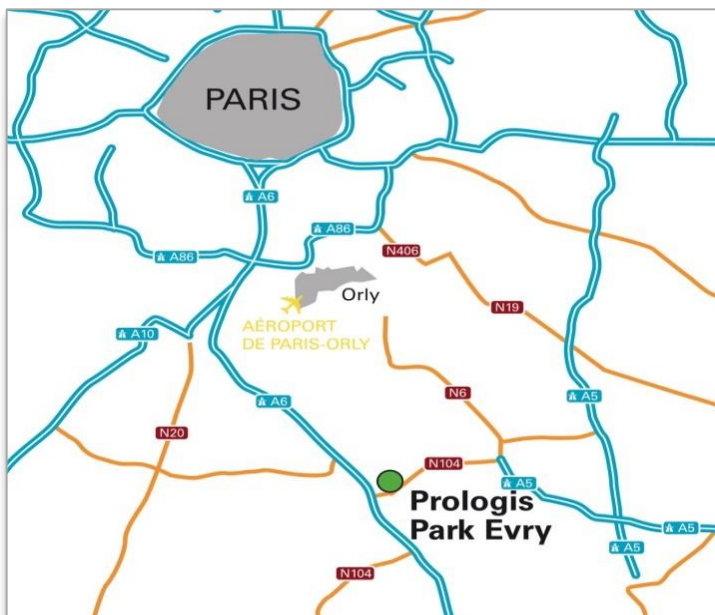 PARIS
A6
A86
N406
A86
Orly
N19
AÉROPORT
DE PARIS-ORLY
A10
N6
A5
A6
N20
N104
A5
Prologis
Park Evry
A5
A5
N104